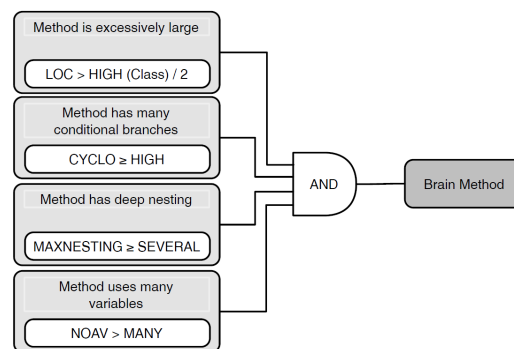 Method is excessively large
LOC > HIGH (Class) / 2
Method has many
conditional branches
CYCLO ≥ HIGH
Method has deep nesting
MAXNESTING ≥ SEVERAL
Method uses many
variables
NOAV > MANY
AND
Brain Method